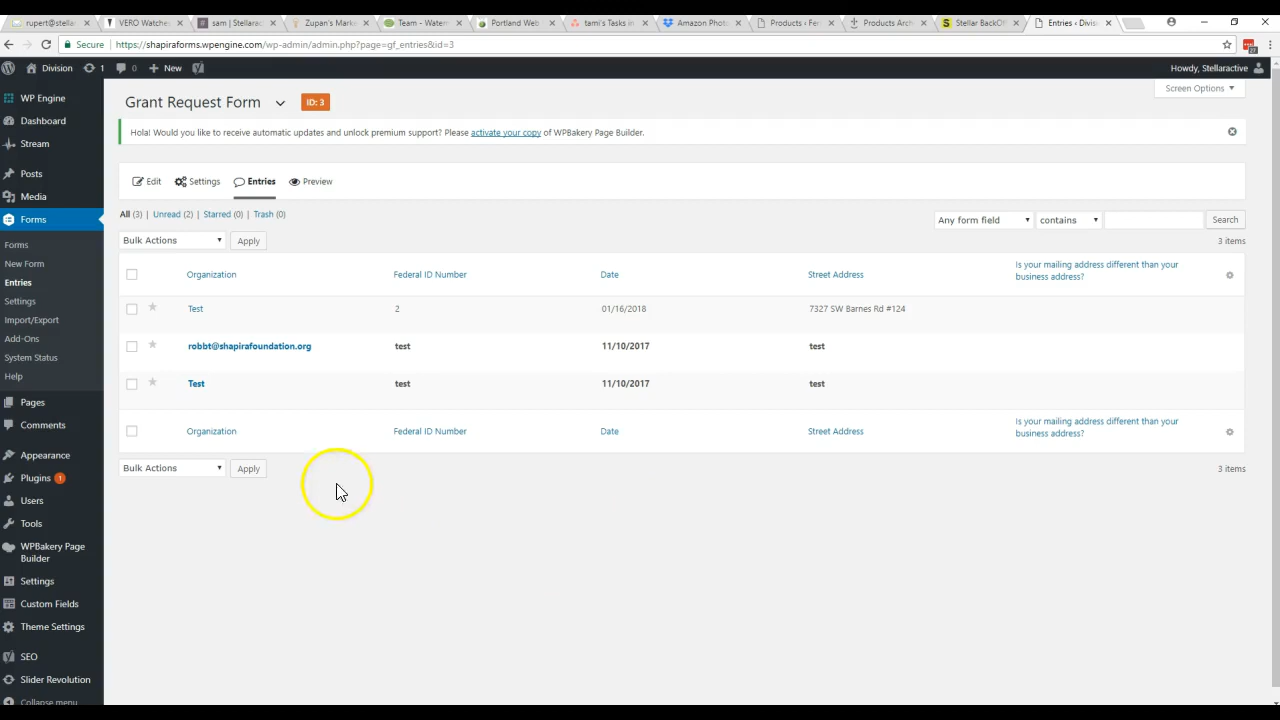 rupert@stellar
VERO Watches
sam | Stellarac
Zupan's Marke
Team - Watern
Portland Web
tami's Tasks in
Amazon Photo
Products ‹ Fer
Products Arch
Stellar BackOf
Entries ‹ Divis
Secure
https://shapiraforms.wpengine.com/wp-admin/admin.php?page=gf_entries&id=3
Division
1
New
Howdy, Stellaractive
WP Engine
Dashboard
Stream
Posts
Media
Forms
Forms
New Form
Entries
Settings
Import/Export
Add-Ons
System Status
Help
Pages
Comments
Appearance
Plugins 1
Users
Tools
WPBakery Page
Builder
Settings
Custom Fields
Theme Settings
SEO
Slider Revolution
Collapse menu
Screen Options
Grant Request Form
ID: 3
Hola! Would you like to receive automatic updates and unlock premium support? Please activate your copy of WPBakery Page Builder.
Edit
Settings
Entries
Preview
All (3) | Unread (2) | Starred (0) | Trash (0)
Any form field
contains
Search
Bulk Actions
Apply
3 items
Organization
Federal ID Number
Date
Street Address
Is your mailing address different than your
business address?
Test
2
01/16/2018
7327 SW Barnes Rd #124
robbt@shapirafoundation.org
test
11/10/2017
test
Test
test
11/10/2017
test
Organization
Federal ID Number
Date
Street Address
Is your mailing address different than your
business address?
Bulk Actions
Apply
3 items